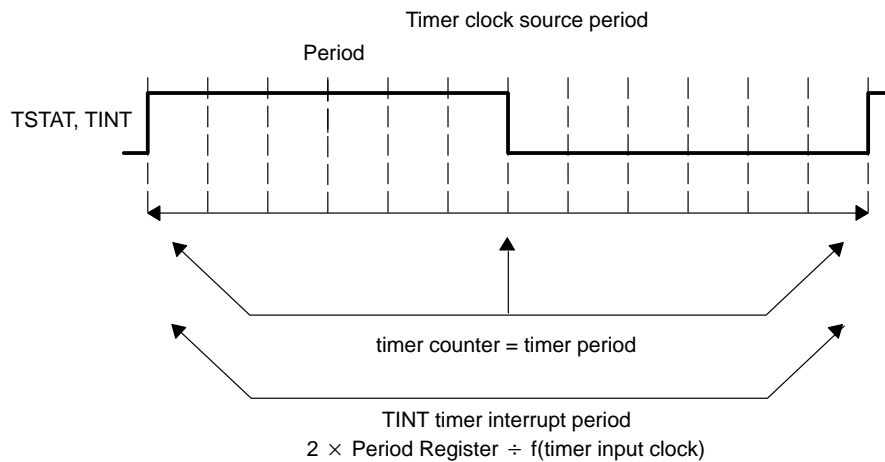 Timer clock source period
Period
TSTAT, TINT
timer counter = timer period
TINT timer interrupt period
2 × Period Register ÷ f(timer input clock)